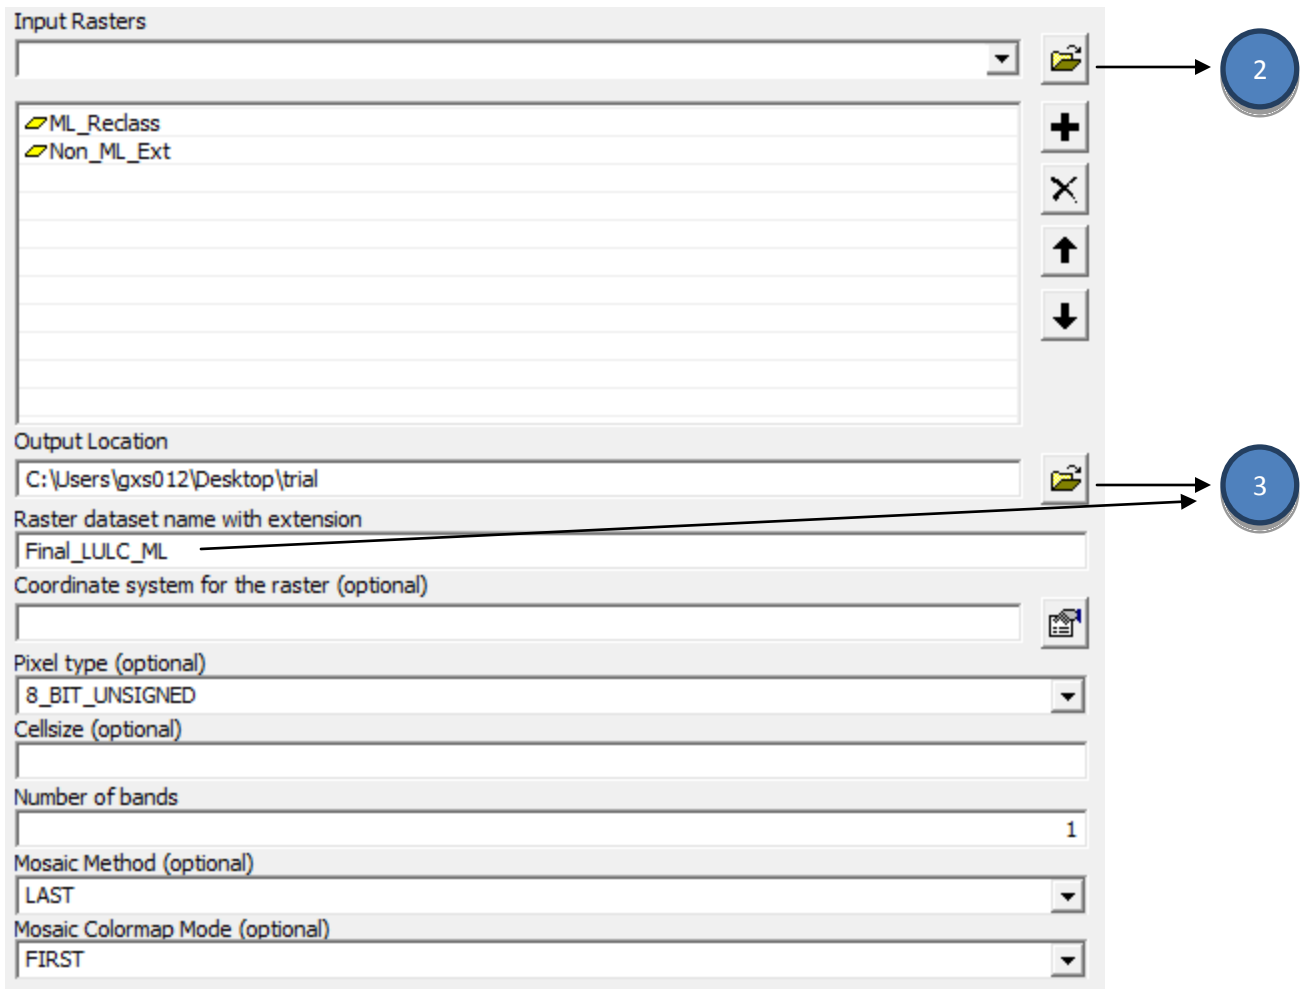 Input Rasters
2
ML_Reclass
Non_ML_Ext
Output Location
C:\Users\gxs012\Desktop\trial
3
Raster dataset name with extension
Final_LULC_ML
Coordinate system for the raster (optional)
Pixel type (optional)
8_BIT_UNSIGNED
Cellsize (optional)
Number of bands
1
Mosaic Method (optional)
LAST
Mosaic Colormap Mode (optional)
FIRST